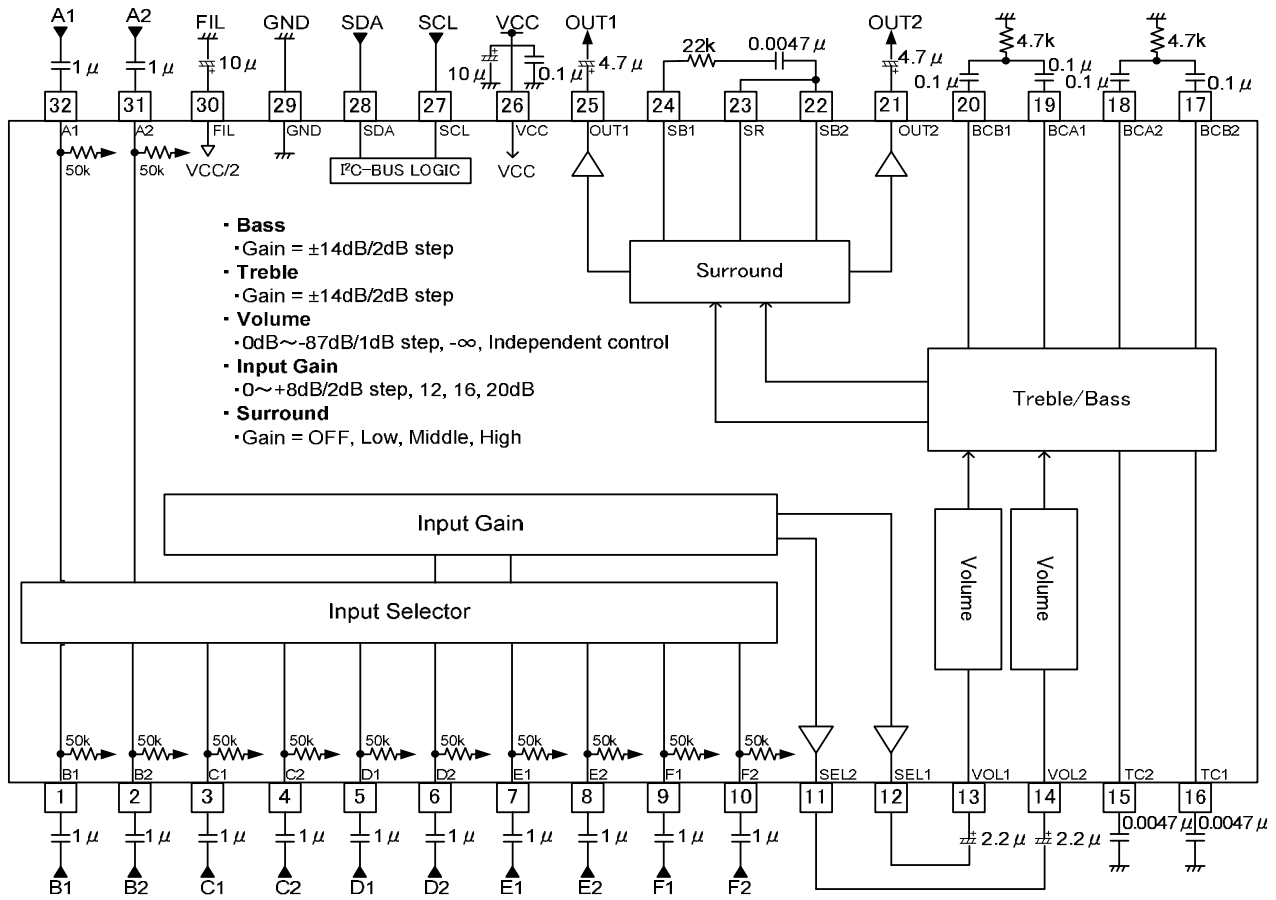 A1 A2 FIL GND SDA SCL VCC OUT1 OUT2
22k 0.0047μ 4.7k 4.7k
1μ 1μ 10μ 10μ 0.1μ 4.7μ 4.7μ 0.1μ 0.1μ 0.1μ 0.1μ
32 31 30 29 28 27 26 25 24 23 22 21 20 19 18 17
A1 A2 FIL GND SDA SCL VCC OUT1 SB1 SR SB2 OUT2 BCB1 BCA1 BCA2 BCB2
50k 50k VCC/2 I²C-BUS LOGIC VCC
・Bass
・Gain = ±14dB/2dB step
・Treble
・Gain = ±14dB/2dB step
・Volume
・0dB～-87dB/1dB step, -∞, Independent control
・Input Gain
・0～+8dB/2dB step, 12, 16, 20dB
・Surround
・Gain = OFF, Low, Middle, High
Surround
Treble/Bass
Input Gain
Input Selector
Volume
Volume
50k 50k 50k 50k 50k 50k 50k 50k 50k 50k
B1 B2 C1 C2 D1 D2 E1 E2 F1 F2 SEL2 SEL1 VOL1 VOL2 TC2 TC1
1 2 3 4 5 6 7 8 9 10 11 12 13 14 15 16
1μ 1μ 1μ 1μ 1μ 1μ 1μ 1μ 1μ 1μ 2.2μ 2.2μ 0.0047μ 0.0047μ
B1 B2 C1 C2 D1 D2 E1 E2 F1 F2